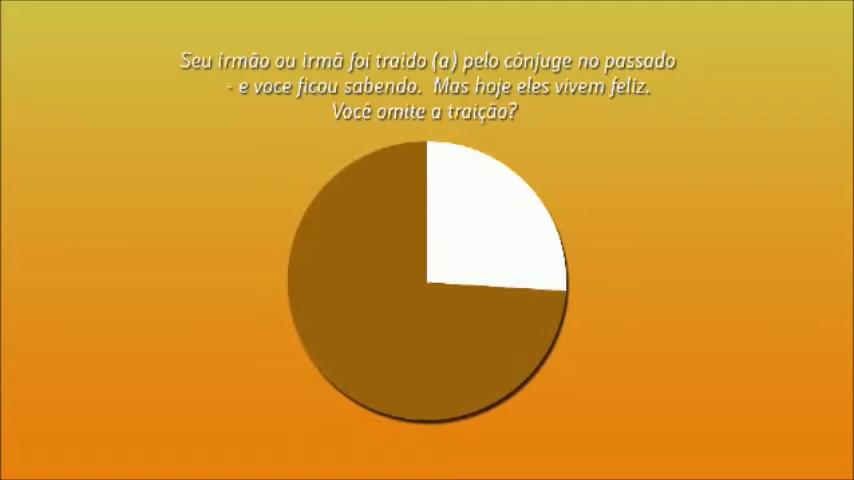 Seu irmão ou irmã foi traido (a) pelo cônjuge no passado
- e voce ficou sabendo. Mas hoje eles vivem feliz.
Você omite a traição?